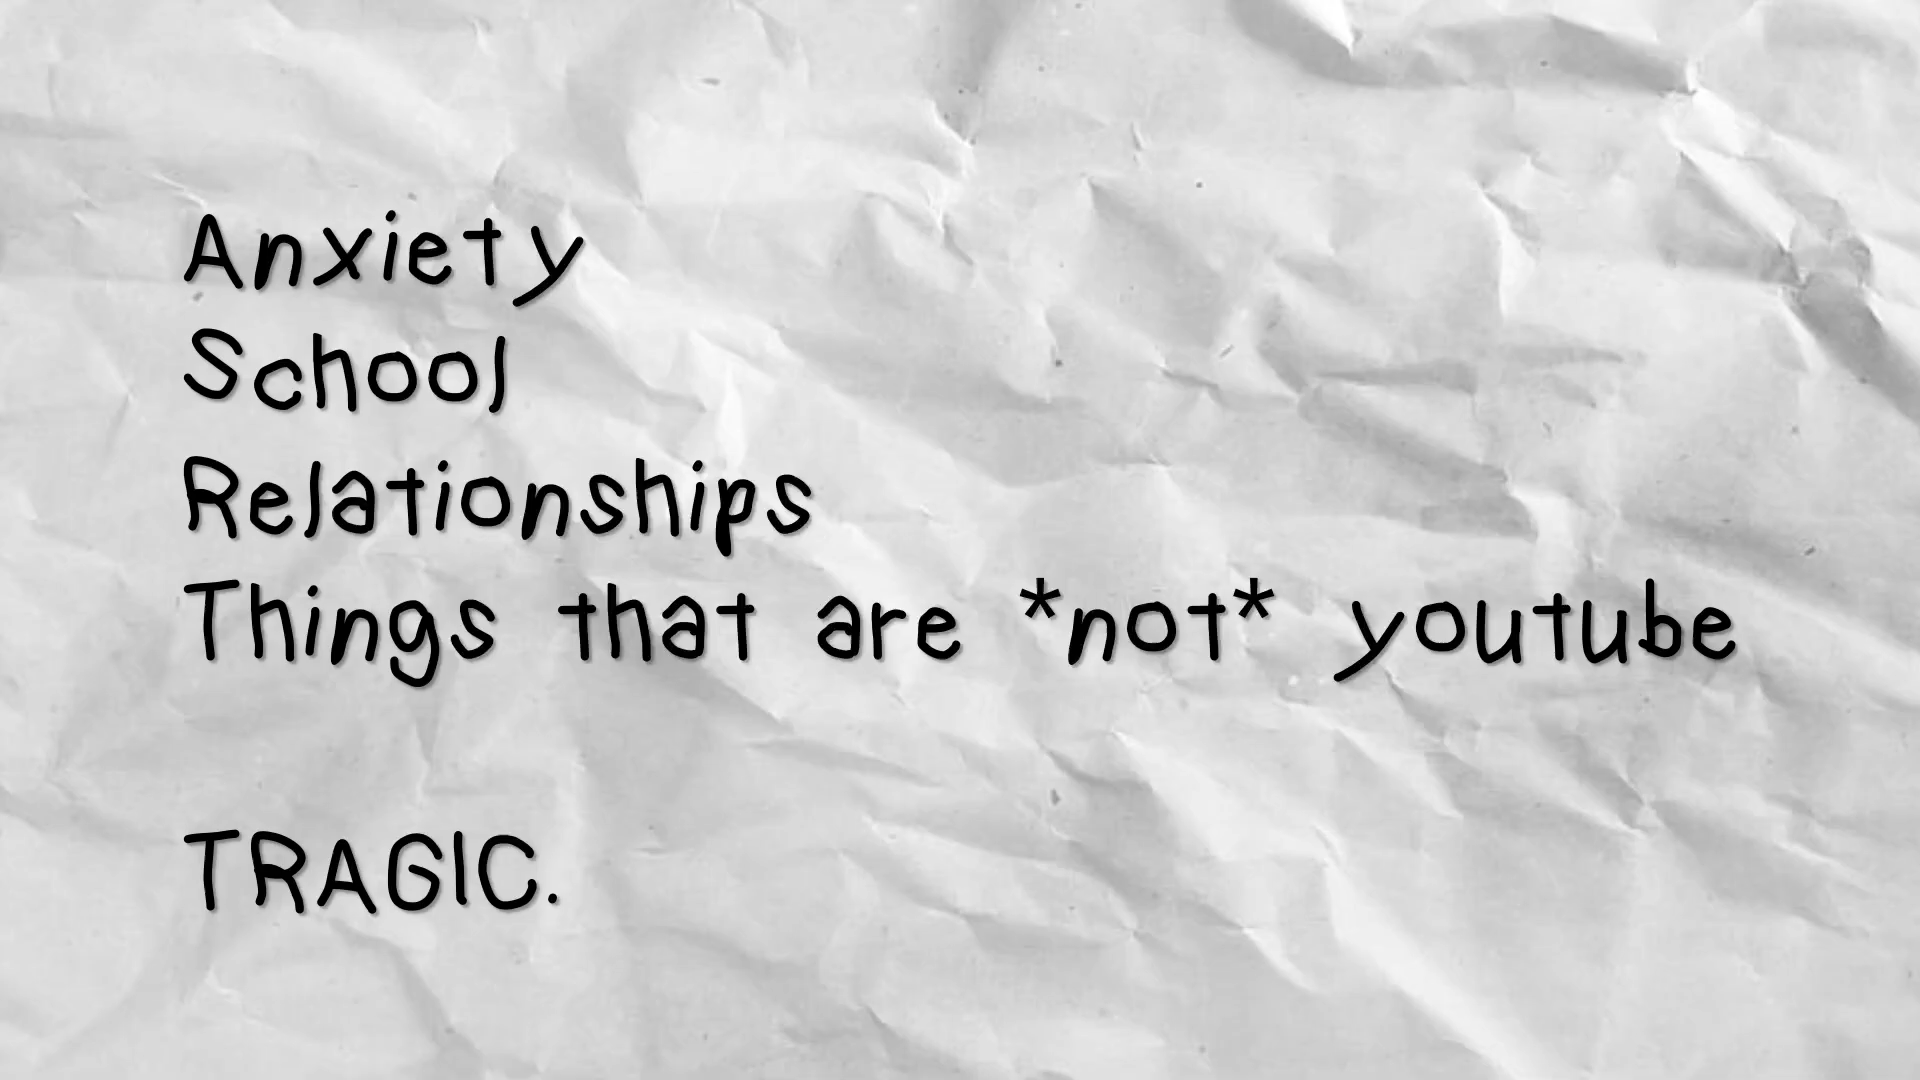 Anxiety
School
Relationships
Things that are *not* youtube
TRAGIC.